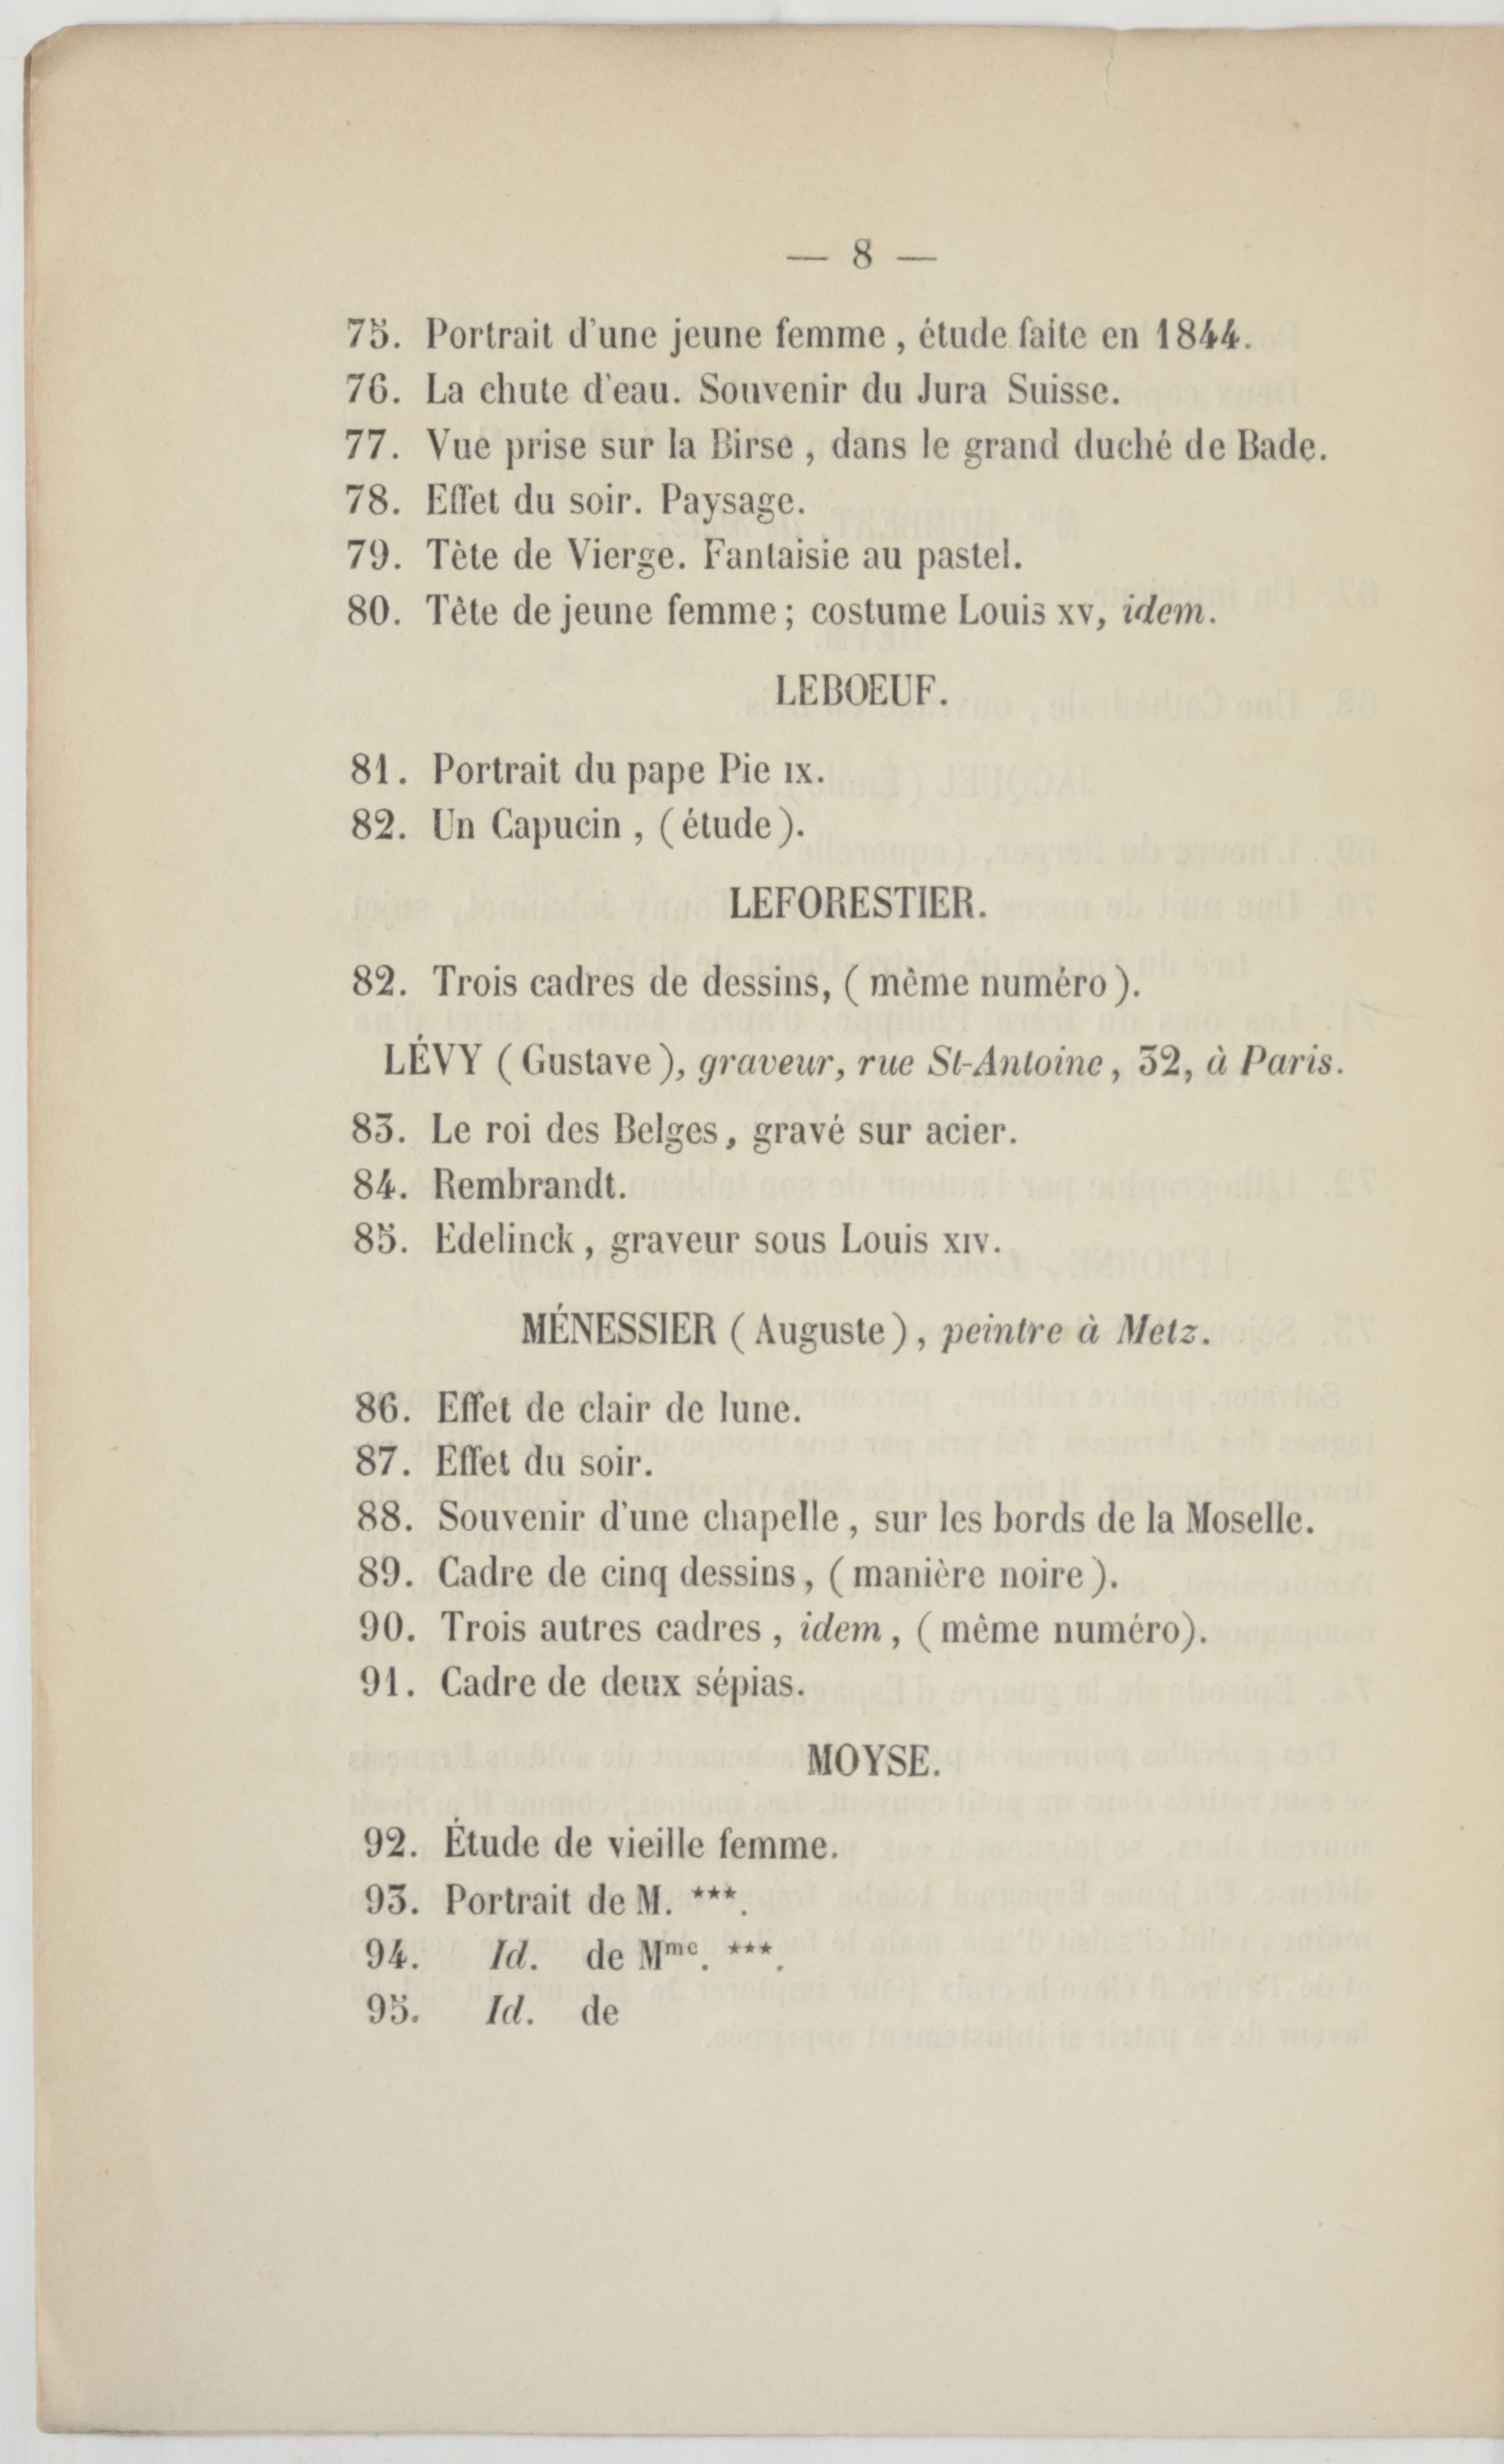 — 8 —
75. Portrait d'une jeune femme, étude faite en 1844.
76. La chute d'eau. Souvenir du Jura Suisse.
77. Vue prise sur la Birse, dans le grand duché de Bade.
78. Effet du soir. Paysage.
79. Tète de Vierge. Fantaisie au pastel.
80. Tête de jeune femme; costume Louis xv, idem.
LEBOEUF.
81. Portrait du pape Pie ix.
82. Un Capucin, (étude).
LEFORESTIER.
82. Trois cadres de dessins, (même numéro).
LÉVY (Gustave), graveur, rue St-Antoine, 32, à Paris.
83. Le roi des Belges, gravé sur acier.
84. Rembrandt.
85. Edelinck, graveur sous Louis xiv.
MÉNESSIER (Auguste), peintre à Metz.
86. Effet de clair de lune.
87. Effet du soir.
88. Souvenir d'une chapelle, sur les bords de la Moselle.
89. Cadre de cinq dessins, (manière noire).
90. Trois autres cadres, idem, (même numéro).
91. Cadre de deux sépias.
MOYSE.
92. Étude de vieille femme.
93. Portrait de M. ***.
94. Id. de Mme. ***.
95. Id. de